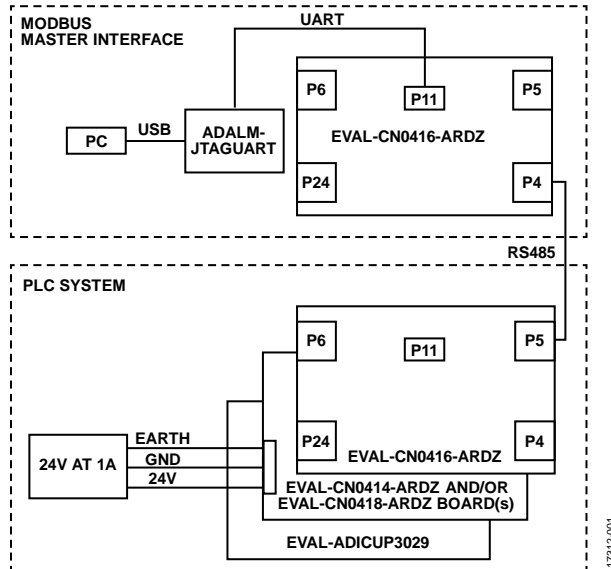 MODBUS
MASTER INTERFACE
UART
P6
P11
P5
PC
USB
ADALM-
JTAGUART
EVAL-CN0416-ARDZ
P24
P4
RS485
PLC SYSTEM
P6
P11
P5
24V AT 1A
EARTH
GND
24V
P24
P4
EVAL-CN0416-ARDZ
EVAL-CN0414-ARDZ AND/OR
EVAL-CN0418-ARDZ BOARD(s)
EVAL-ADICUP3029
17312-001